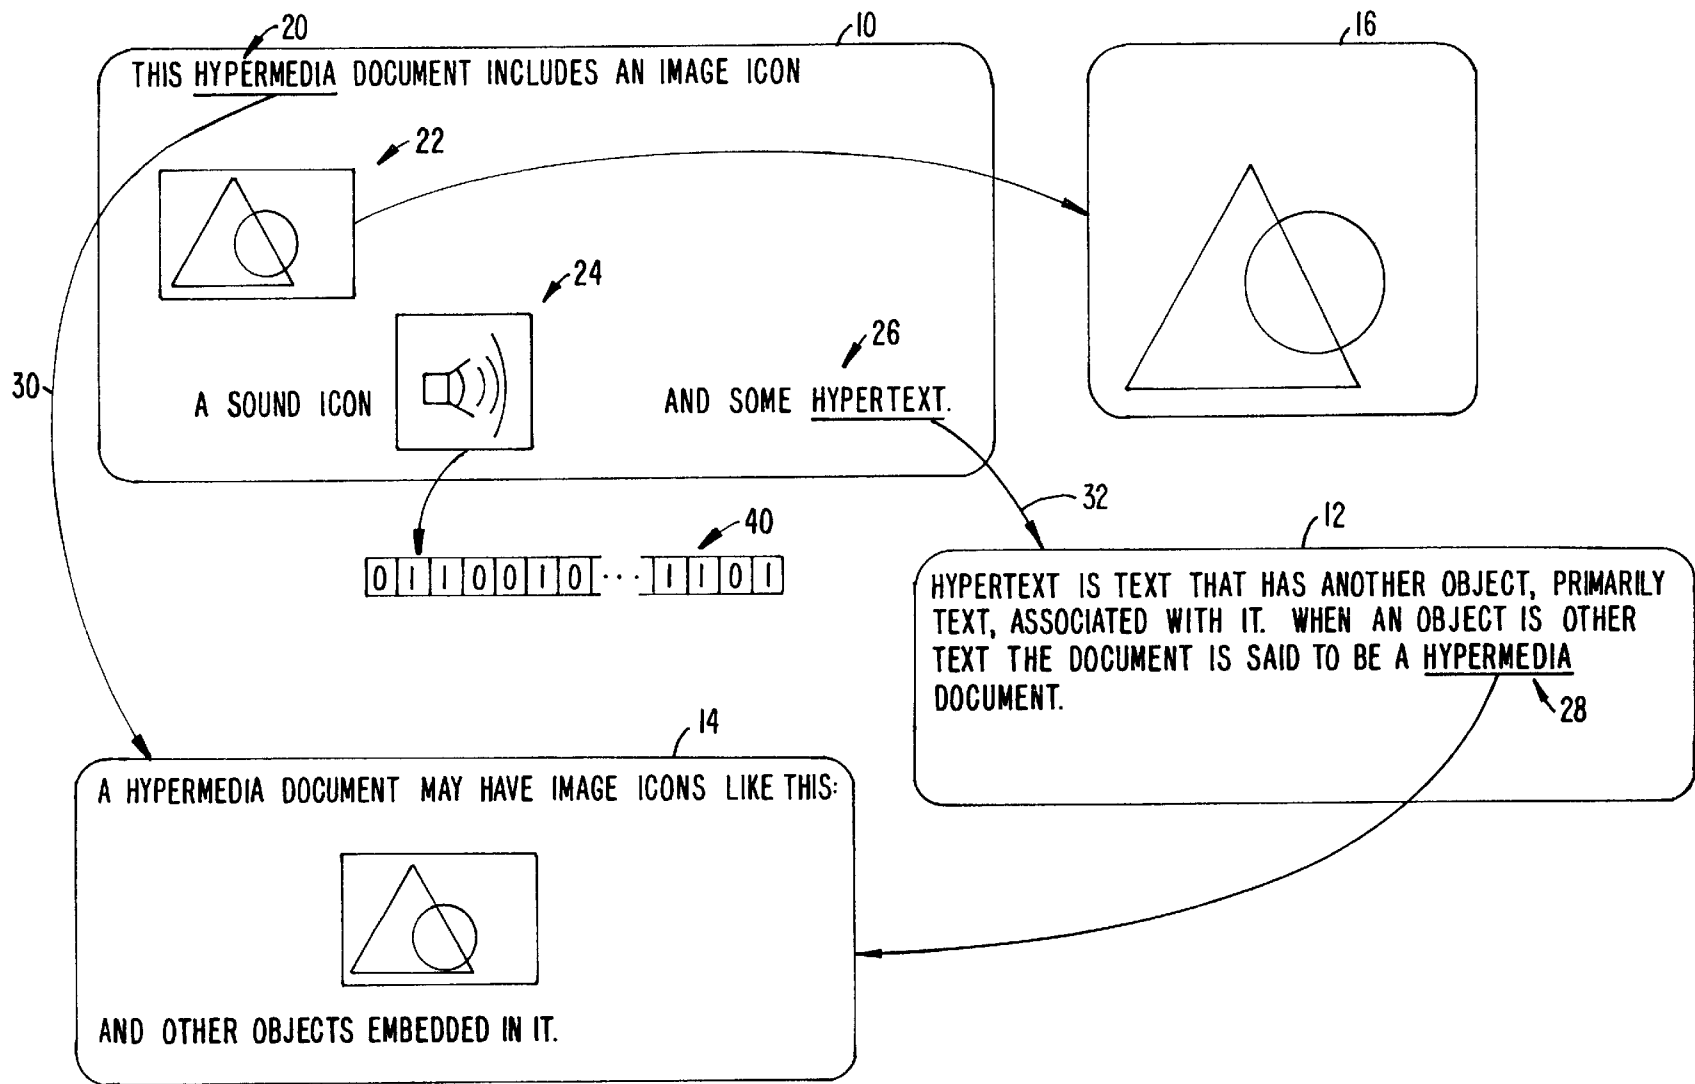 20
10
16
THIS HYPERMEDIA DOCUMENT INCLUDES AN IMAGE ICON
22
24
26
30
A SOUND ICON
AND SOME HYPERTEXT.
32
40
12
0 1 1 0 0 1 0 ... 1 1 0 1
HYPERTEXT IS TEXT THAT HAS ANOTHER OBJECT, PRIMARILY
TEXT, ASSOCIATED WITH IT. WHEN AN OBJECT IS OTHER
TEXT THE DOCUMENT IS SAID TO BE A HYPERMEDIA
DOCUMENT.
28
14
A HYPERMEDIA DOCUMENT MAY HAVE IMAGE ICONS LIKE THIS:
AND OTHER OBJECTS EMBEDDED IN IT.